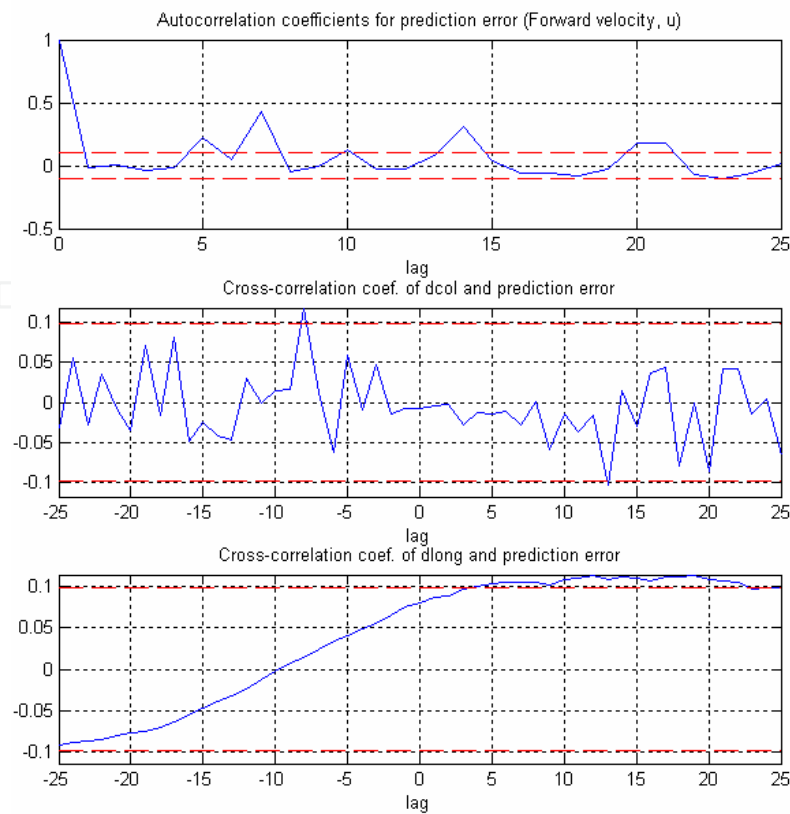 Autocorrelation coefficients for prediction error (Forward velocity, u)
1
0.5
0
-0.5
0 5 10 15 20 25
lag
Cross-correlation coef. of dcol and prediction error
0.1
0.05
0
-0.05
-0.1
-25 -20 -15 -10 -5 0 5 10 15 20 25
lag
Cross-correlation coef. of dlong and prediction error
0.1
0.05
0
-0.05
-0.1
-25 -20 -15 -10 -5 0 5 10 15 20 25
lag